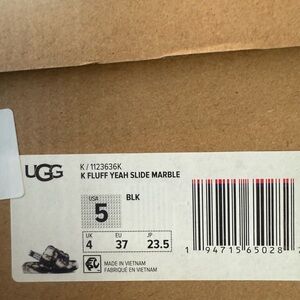 UGG
K / 1123636K
K FLUFF YEAH SLIDE MARBLE
USA
5
BLK
UK EU JP
4 37 23.5
MADE IN VIETNAM
FABRIQUÉ EN VIETNAM
1 94715 65028